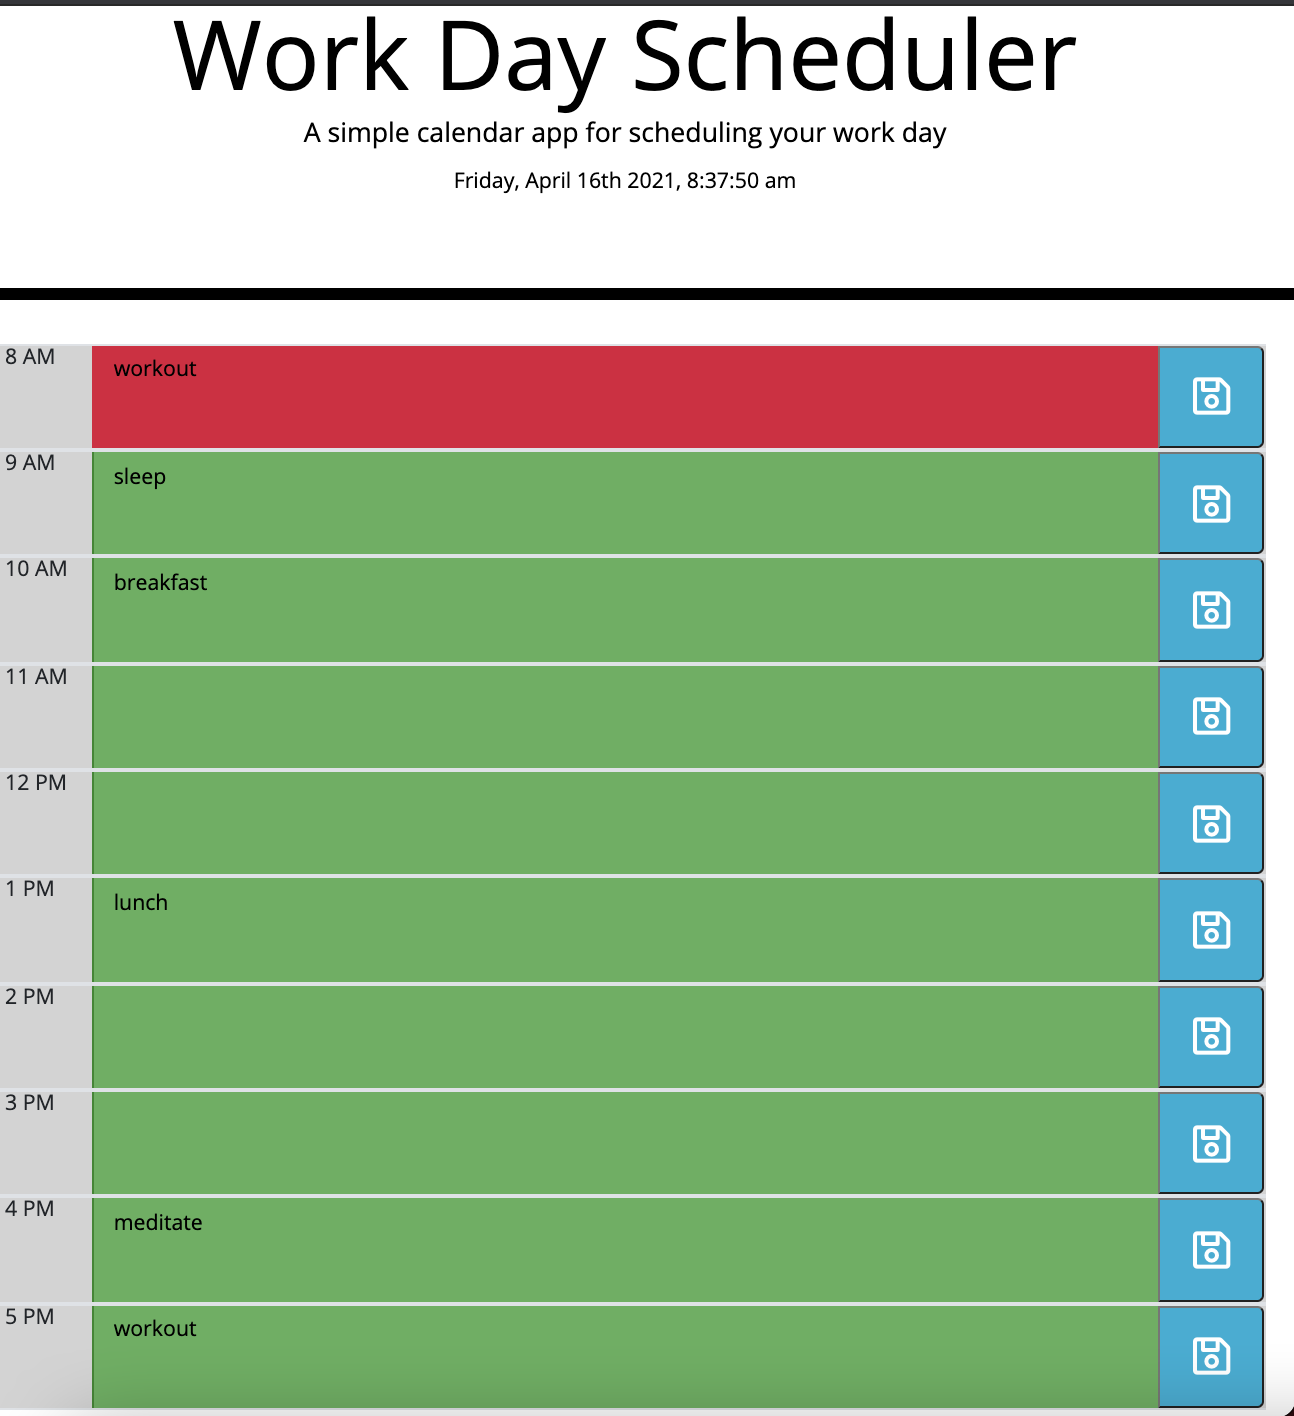 Work Day Scheduler
A simple calendar app for scheduling your work day
Friday, April 16th 2021, 8:37:50 am
8 AM
workout
9 AM
sleep
10 AM
breakfast
11 AM
12 PM
1 PM
lunch
2 PM
3 PM
4 PM
meditate
5 PM
workout